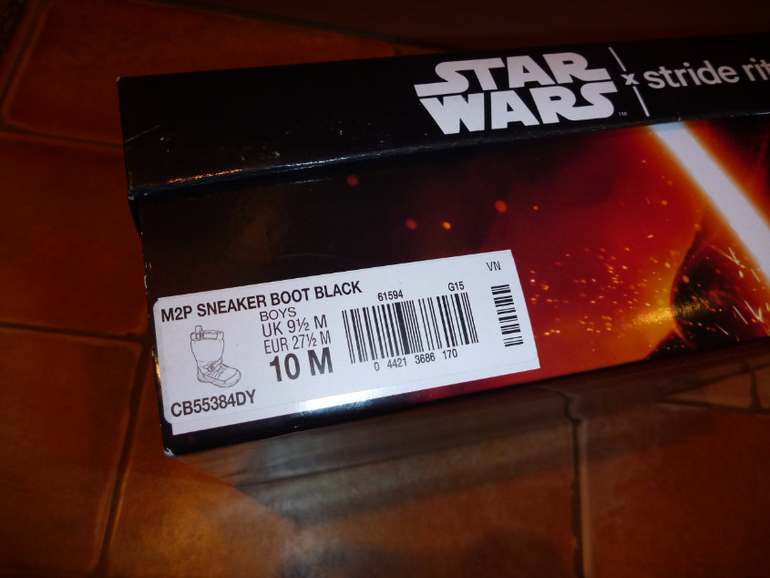 STAR
WARS™
x stride rit
VN
M2P SNEAKER BOOT BLACK
BOYS
UK 9½ M
EUR 27½ M
10 M
61594 G15
0 4421 3686 170
CB55384DY